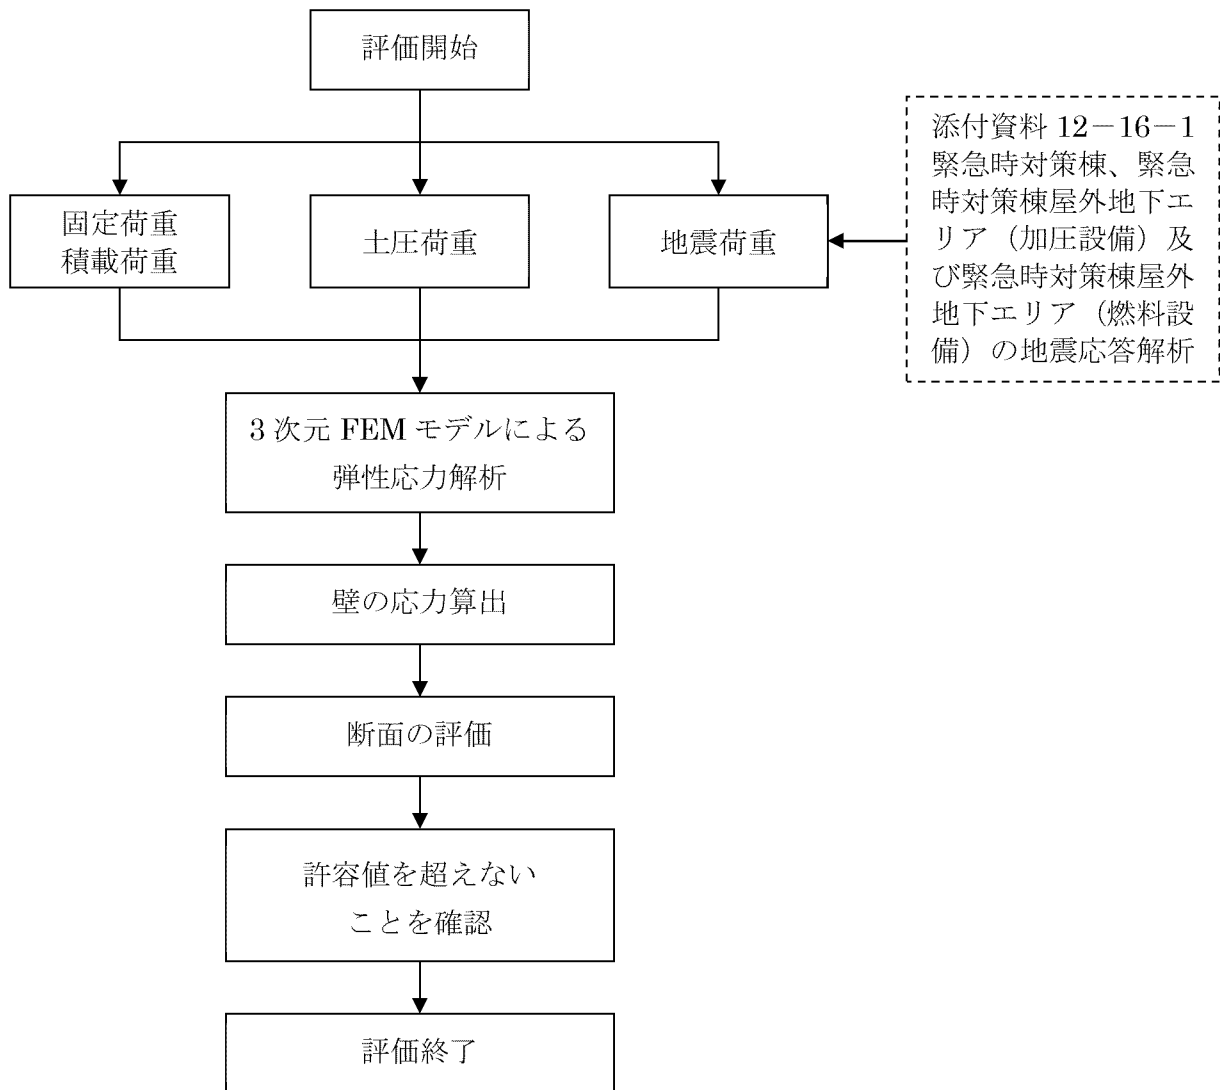 評価開始
添付資料 12－16－1
緊急時対策棟、緊急
時対策棟屋外地下エ
リア（加圧設備）及
び緊急時対策棟屋外
地下エリア（燃料設
備）の地震応答解析
固定荷重
積載荷重
土圧荷重
地震荷重
3 次元 FEM モデルによる
弾性応力解析
壁の応力算出
断面の評価
許容値を超えない
ことを確認
評価終了